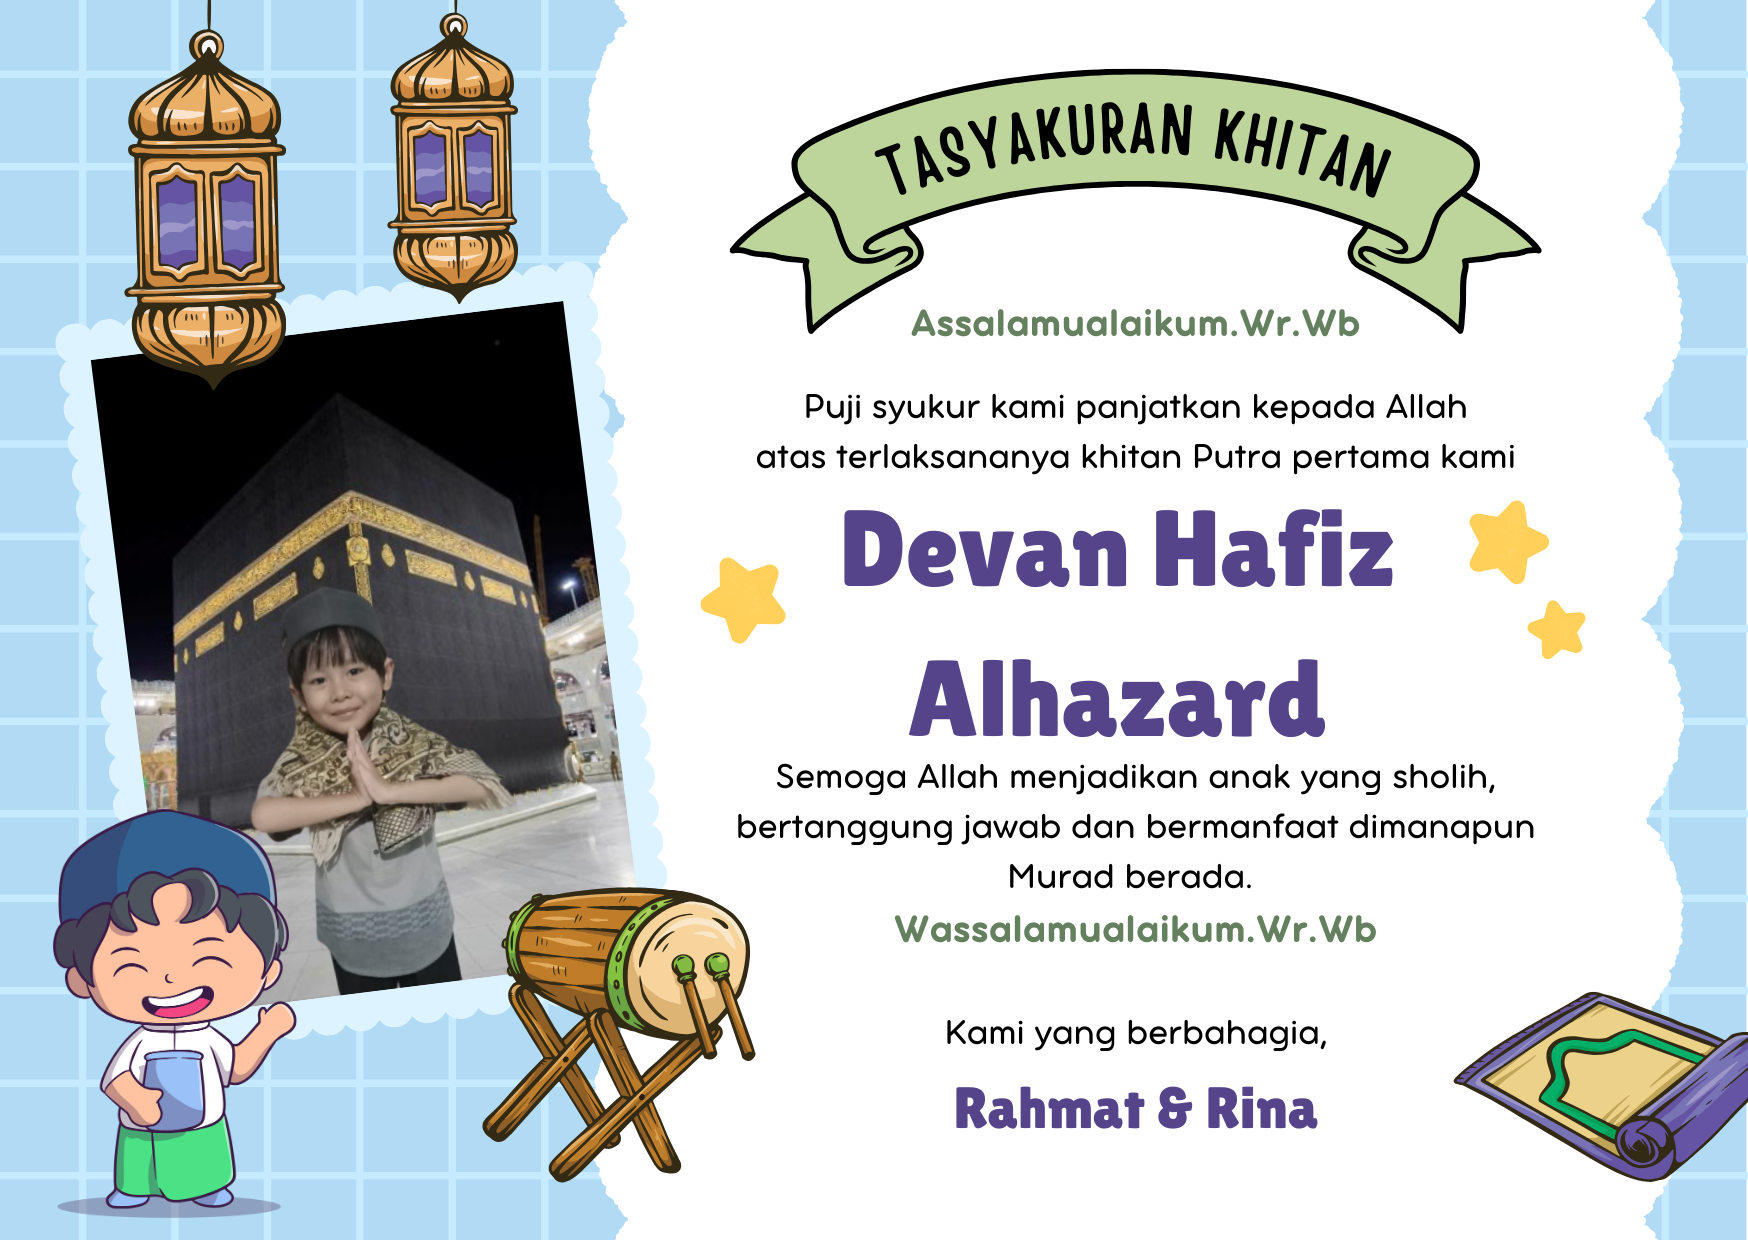 TASYAKURAN KHITAN
Assalamualaikum.Wr.Wb
Puji syukur kami panjatkan kepada Allah
atas terlaksananya khitan Putra pertama kami
Devan Hafiz
Alhazard
Semoga Allah menjadikan anak yang sholih,
bertanggung jawab dan bermanfaat dimanapun
Murad berada.
Wassalamualaikum.Wr.Wb
Kami yang berbahagia,
Rahmat & Rina